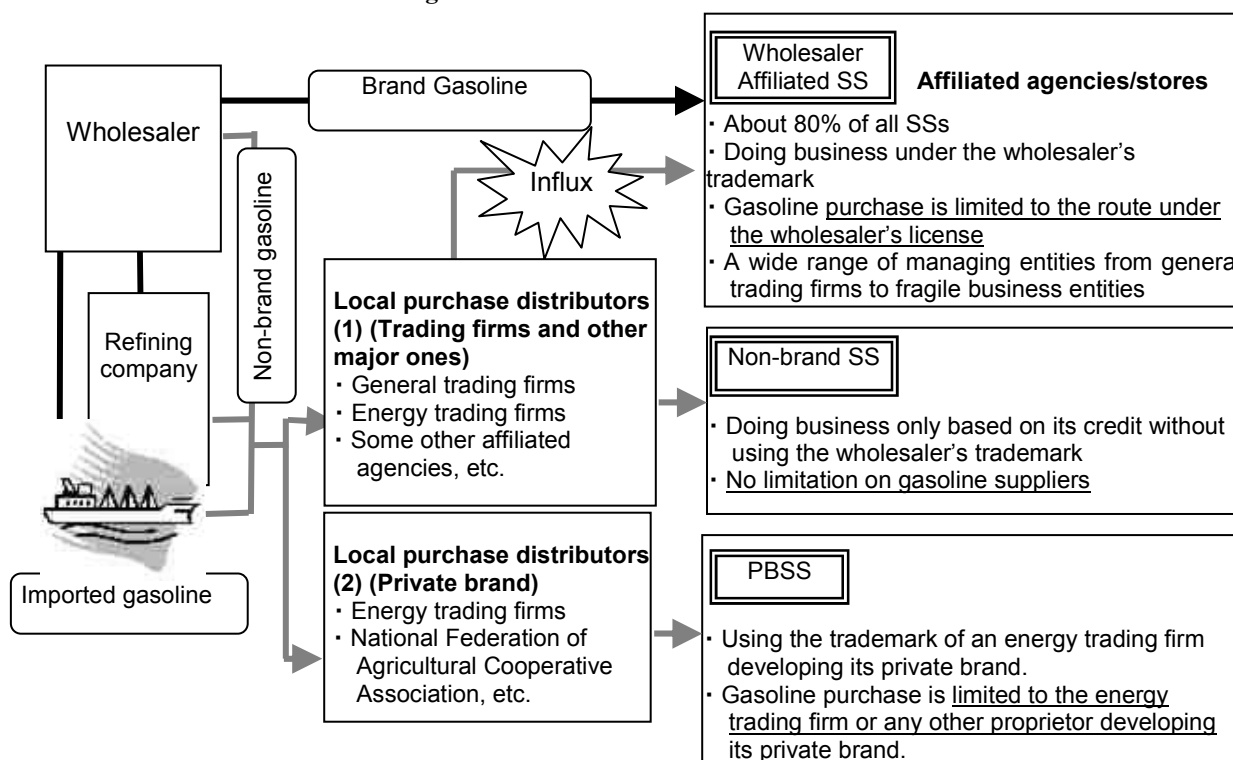 Wholesaler
Brand Gasoline
Non-brand gasoline
Refining
company
Imported gasoline
Influx
Local purchase distributors
(1) (Trading firms and other
major ones)
・General trading firms
・Energy trading firms
・Some other affiliated
agencies, etc.
Local purchase distributors
(2) (Private brand)
・Energy trading firms
・National Federation of
Agricultural Cooperative
Association, etc.
Wholesaler
Affiliated SS
Affiliated agencies/stores
・About 80% of all SSs
・Doing business under the wholesaler’s
trademark
・Gasoline purchase is limited to the route under
the wholesaler’s license
・A wide range of managing entities from genera
trading firms to fragile business entities
Non-brand SS
・Doing business only based on its credit without
using the wholesaler’s trademark
・No limitation on gasoline suppliers
PBSS
・Using the trademark of an energy trading firm
developing its private brand.
・Gasoline purchase is limited to the energy
trading firm or any other proprietor developing
its private brand.